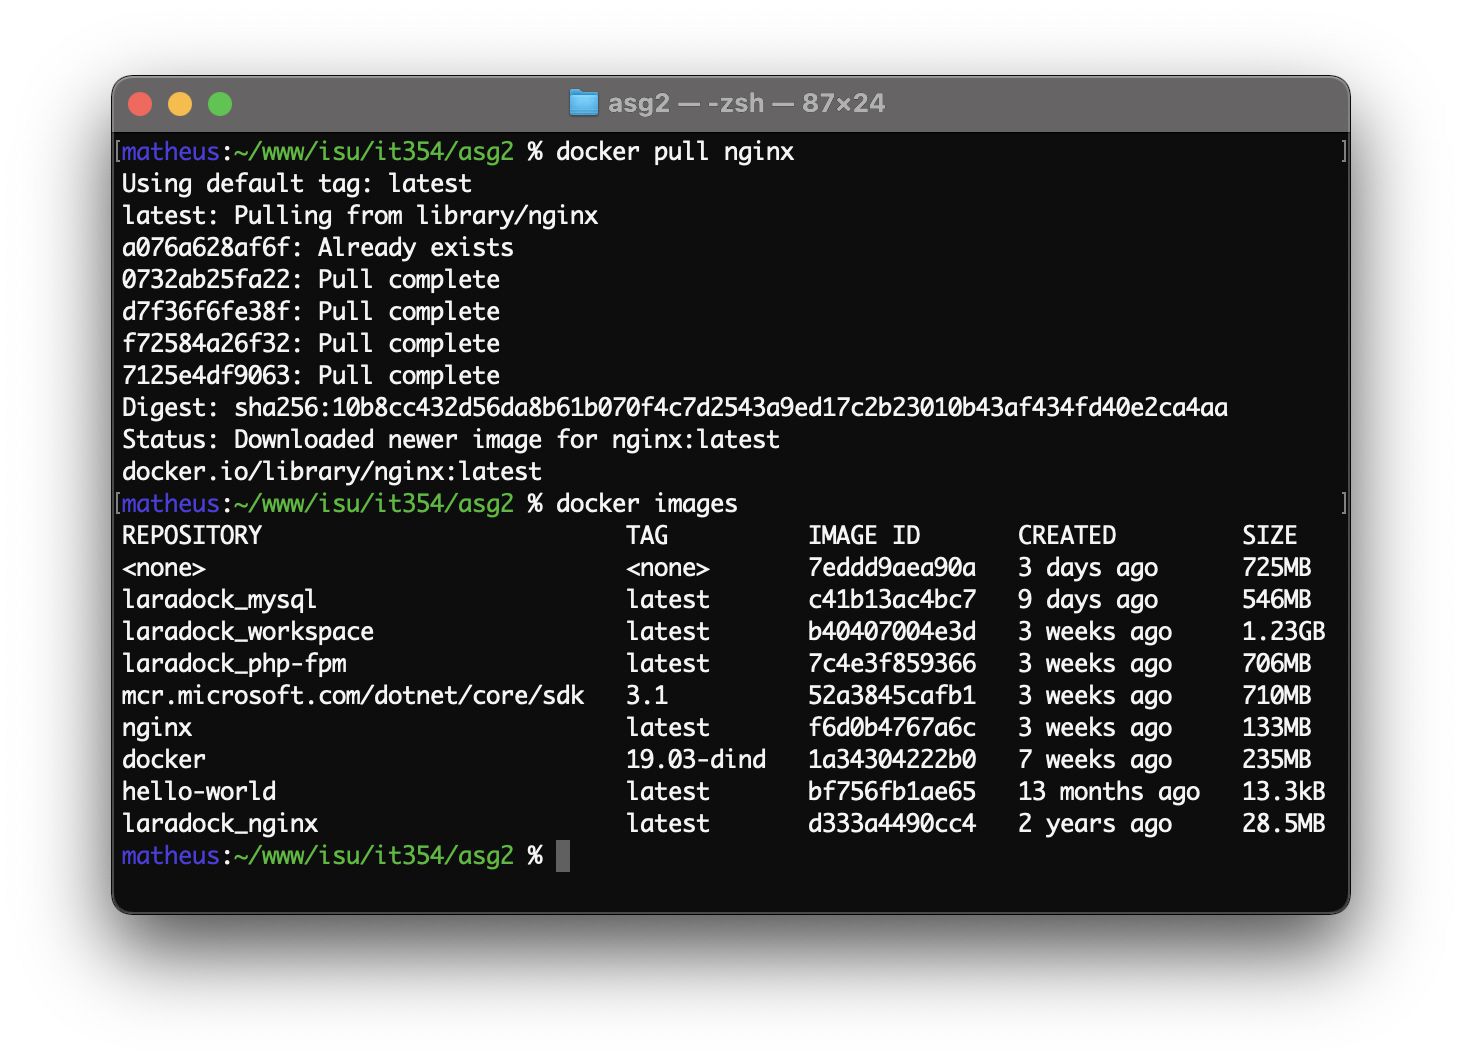 asg2 — -zsh — 87×24
matheus:~/www/isu/it354/asg2 % docker pull nginx
Using default tag: latest
latest: Pulling from library/nginx
a076a628af6f: Already exists
0732ab25fa22: Pull complete
d7f36f6fe38f: Pull complete
f72584a26f32: Pull complete
7125e4df9063: Pull complete
Digest: sha256:10b8cc432d56da8b61b070f4c7d2543a9ed17c2b23010b43af434fd40e2ca4aa
Status: Downloaded newer image for nginx:latest
docker.io/library/nginx:latest
matheus:~/www/isu/it354/asg2 % docker images
REPOSITORY TAG IMAGE ID CREATED SIZE
<none> <none> 7eddd9aea90a 3 days ago 725MB
laradock_mysql latest c41b13ac4bc7 9 days ago 546MB
laradock_workspace latest b40407004e3d 3 weeks ago 1.23GB
laradock_php-fpm latest 7c4e3f859366 3 weeks ago 706MB
mcr.microsoft.com/dotnet/core/sdk 3.1 52a3845cafb1 3 weeks ago 710MB
nginx latest f6d0b4767a6c 3 weeks ago 133MB
docker 19.03-dind 1a34304222b0 7 weeks ago 235MB
hello-world latest bf756fb1ae65 13 months ago 13.3kB
laradock_nginx latest d333a4490cc4 2 years ago 28.5MB
matheus:~/www/isu/it354/asg2 %